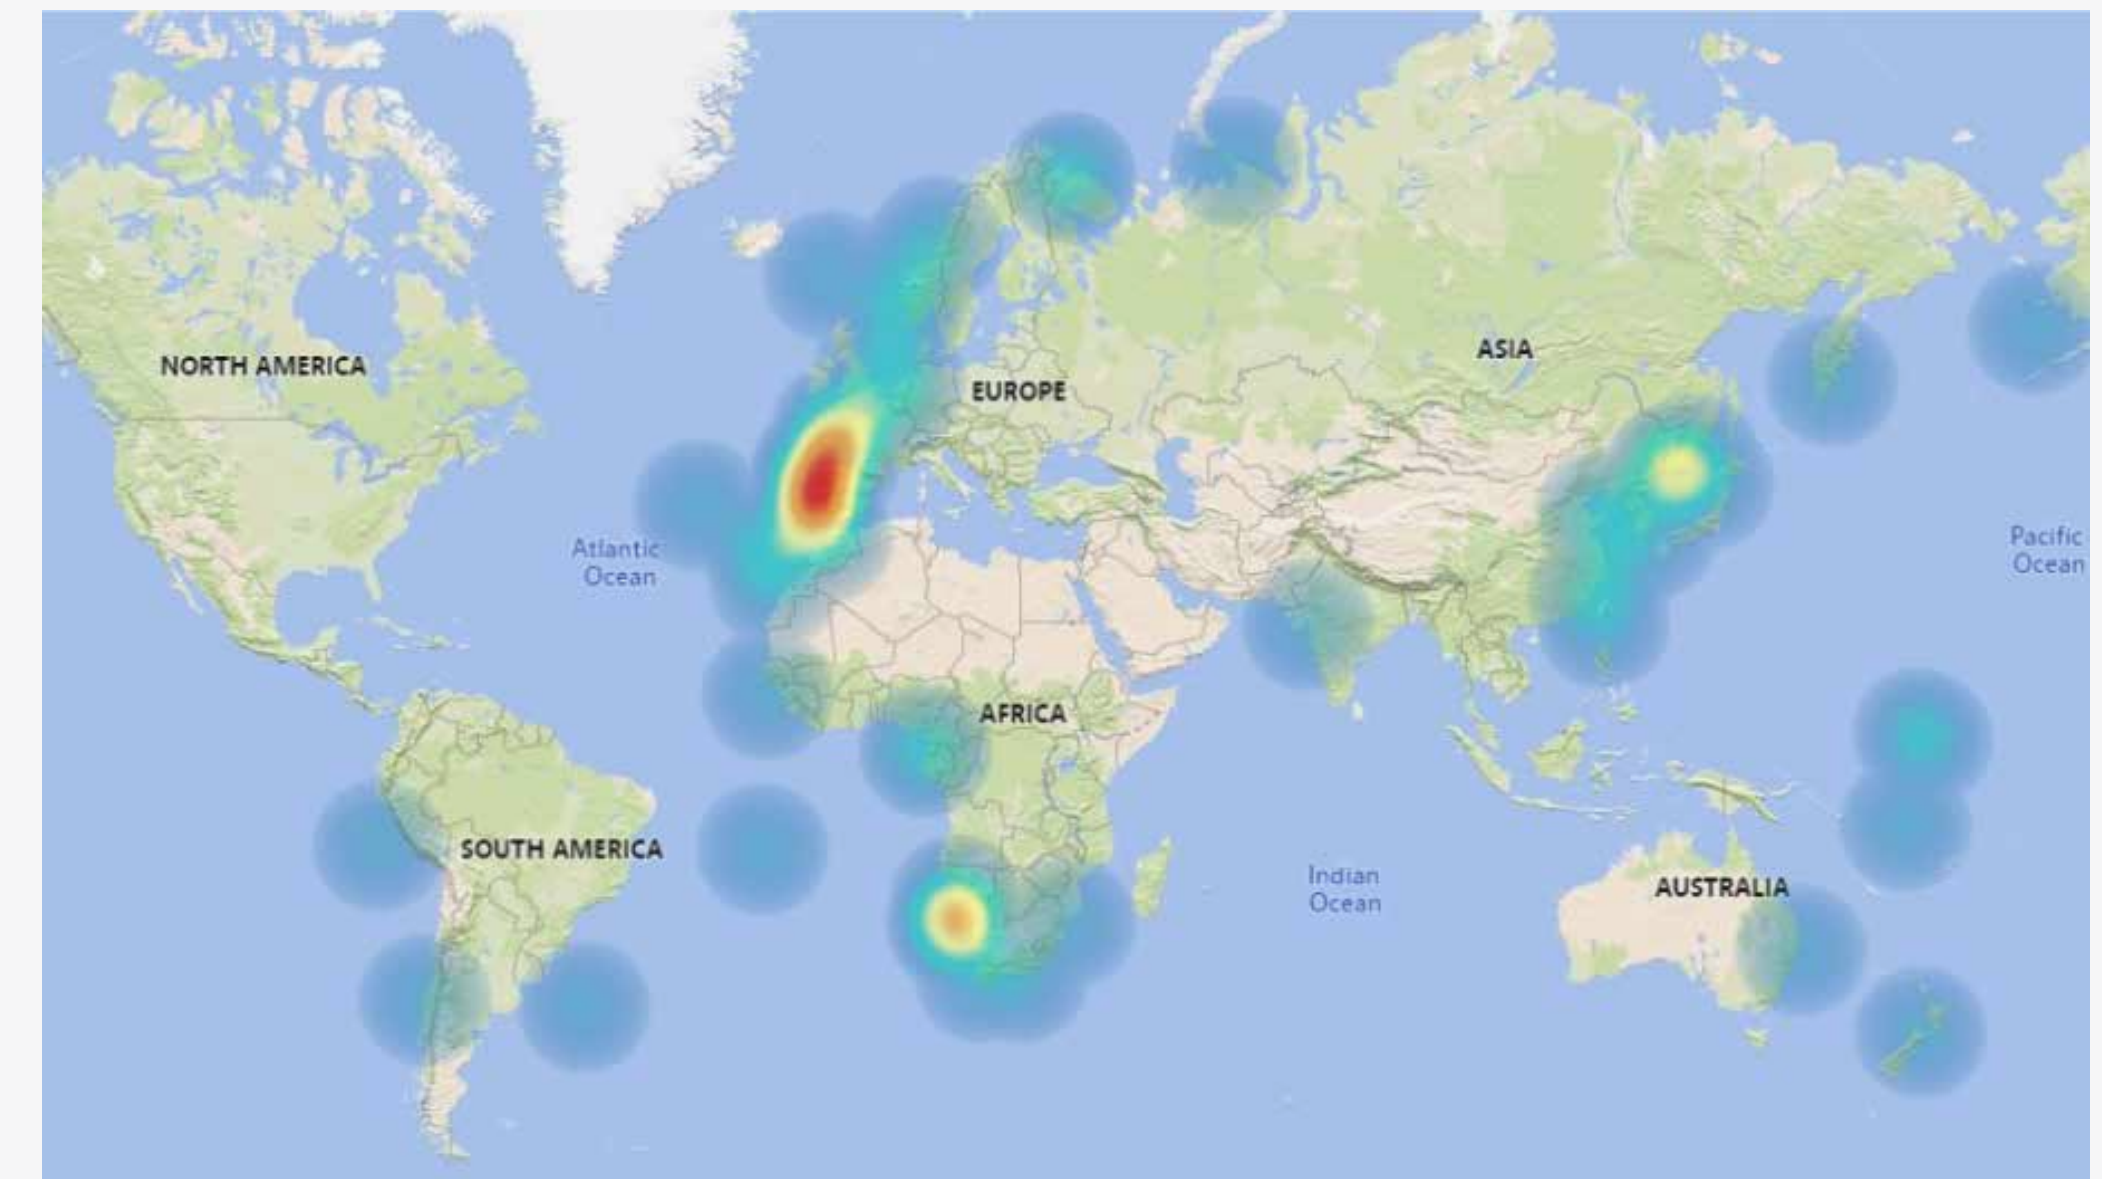 NORTH AMERICA
ASIA
EUROPE
Atlantic
Ocean
Pacific
Ocean
AFRICA
SOUTH AMERICA
Indian
Ocean
AUSTRALIA